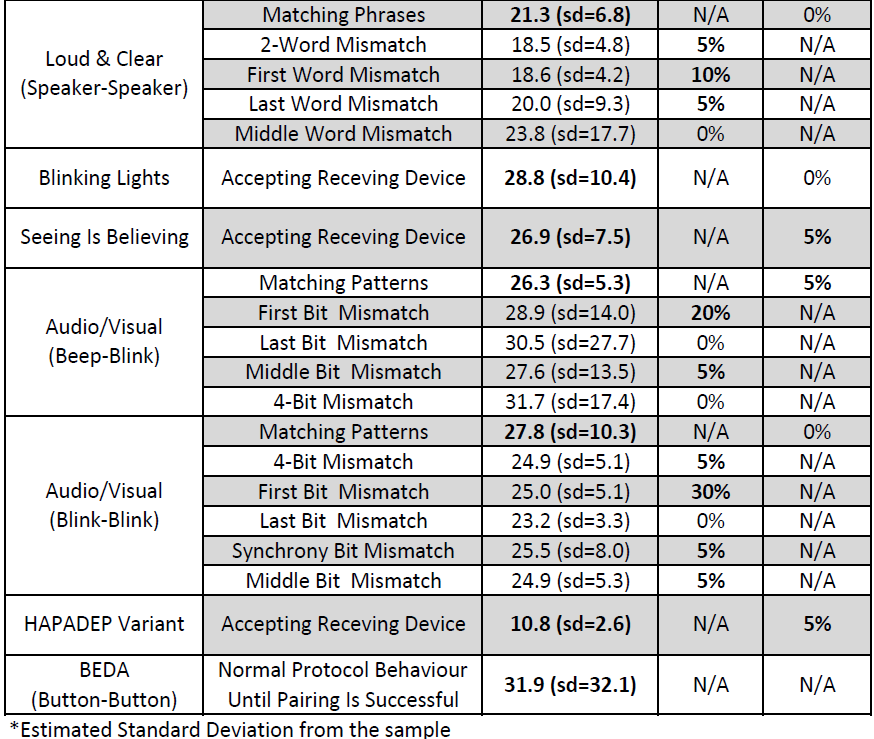 Loud & Clear
(Speaker-Speaker)
Matching Phrases 21.3 (sd=6.8) N/A 0%
2-Word Mismatch 18.5 (sd=4.8) 5% N/A
First Word Mismatch 18.6 (sd=4.2) 10% N/A
Last Word Mismatch 20.0 (sd=9.3) 5% N/A
Middle Word Mismatch 23.8 (sd=17.7) 0% N/A
Blinking Lights Accepting Receving Device 28.8 (sd=10.4) N/A 0%
Seeing Is Believing Accepting Receving Device 26.9 (sd=7.5) N/A 5%
Audio/Visual
(Beep-Blink)
Matching Patterns 26.3 (sd=5.3) N/A 5%
First Bit Mismatch 28.9 (sd=14.0) 20% N/A
Last Bit Mismatch 30.5 (sd=27.7) 0% N/A
Middle Bit Mismatch 27.6 (sd=13.5) 5% N/A
4-Bit Mismatch 31.7 (sd=17.4) 0% N/A
Audio/Visual
(Blink-Blink)
Matching Patterns 27.8 (sd=10.3) N/A 0%
4-Bit Mismatch 24.9 (sd=5.1) 5% N/A
First Bit Mismatch 25.0 (sd=5.1) 30% N/A
Last Bit Mismatch 23.2 (sd=3.3) 0% N/A
Synchrony Bit Mismatch 25.5 (sd=8.0) 5% N/A
Middle Bit Mismatch 24.9 (sd=5.3) 5% N/A
HAPADEP Variant Accepting Receving Device 10.8 (sd=2.6) N/A 5%
BEDA
(Button-Button)
Normal Protocol Behaviour
Until Pairing Is Successful
31.9 (sd=32.1) N/A N/A
*Estimated Standard Deviation from the sample